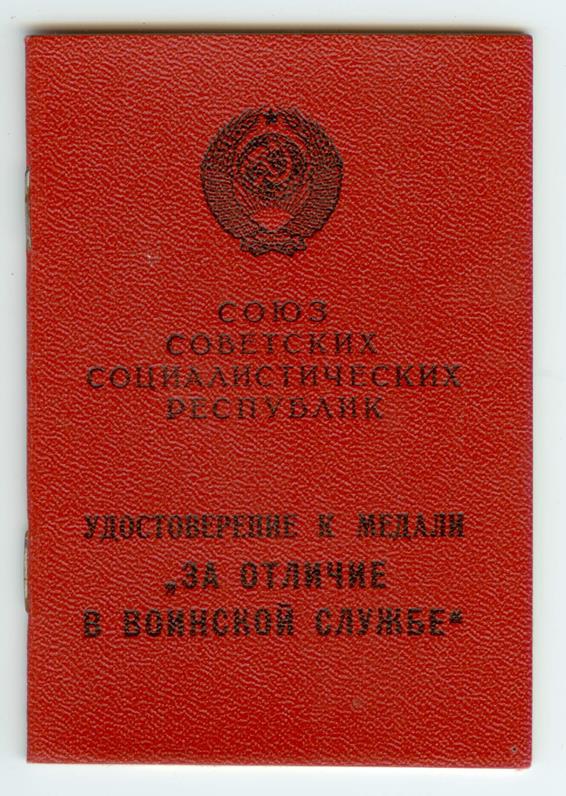 СОЮЗ
СОВЕТСКИХ
СОЦИАЛИСТИЧЕСКИХ
РЕСПУБЛИК
УДОСТОВЕРЕНИЕ К МЕДАЛИ
„ЗА ОТЛИЧИЕ
В ВОИНСКОЙ СЛУЖБЕ“